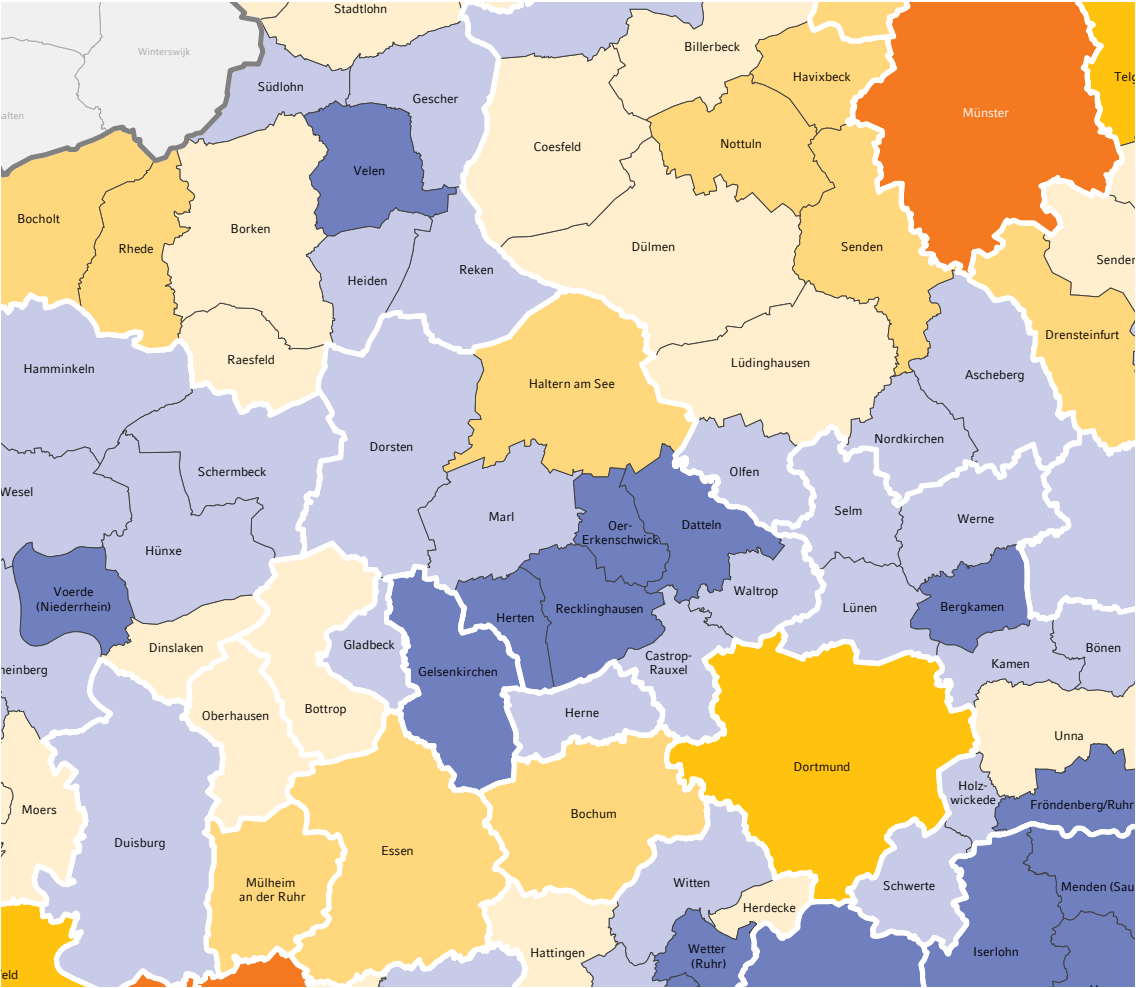 Stadtlohn
Billerbeck
Winterswijk
Havixbeck
Telg
Südlohn
Gescher
Münster
alten
Coesfeld
Nottuln
Velen
Bocholt
Borken
Rhede
Dülmen
Senden
Senden
Reken
Heiden
Drensteinfurt
Raesfeld
Lüdinghausen
Hamminkeln
Ascheberg
Haltern am See
Nordkirchen
Dorsten
Schermbeck
Olfen
Wesel
Selm
Marl
Werne
Datteln
Oer-
Erkenschwick
Hünxe
Voerde
(Niederrhein)
Waltrop
Lünen
Bergkamen
Recklinghausen
Herten
Gladbeck
Dinslaken
Bönen
Castrop-
Rauxel
Kamen
heinberg
Gelsenkirchen
Bottrop
Herne
Oberhausen
Unna
Dortmund
Holz-
wickede
Fröndenberg/Ruhr
Moers
Bochum
Duisburg
Essen
Mülheim
an der Ruhr
Witten
Schwerte
Menden (Sau
Herdecke
Hattingen
Wetter
(Ruhr)
Iserlohn
feld